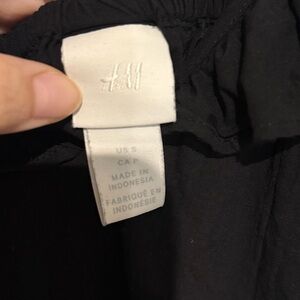 H&M
US S
CA P
MADE IN
INDONESIA
FABRIQUÉ EN
INDONÉSIE